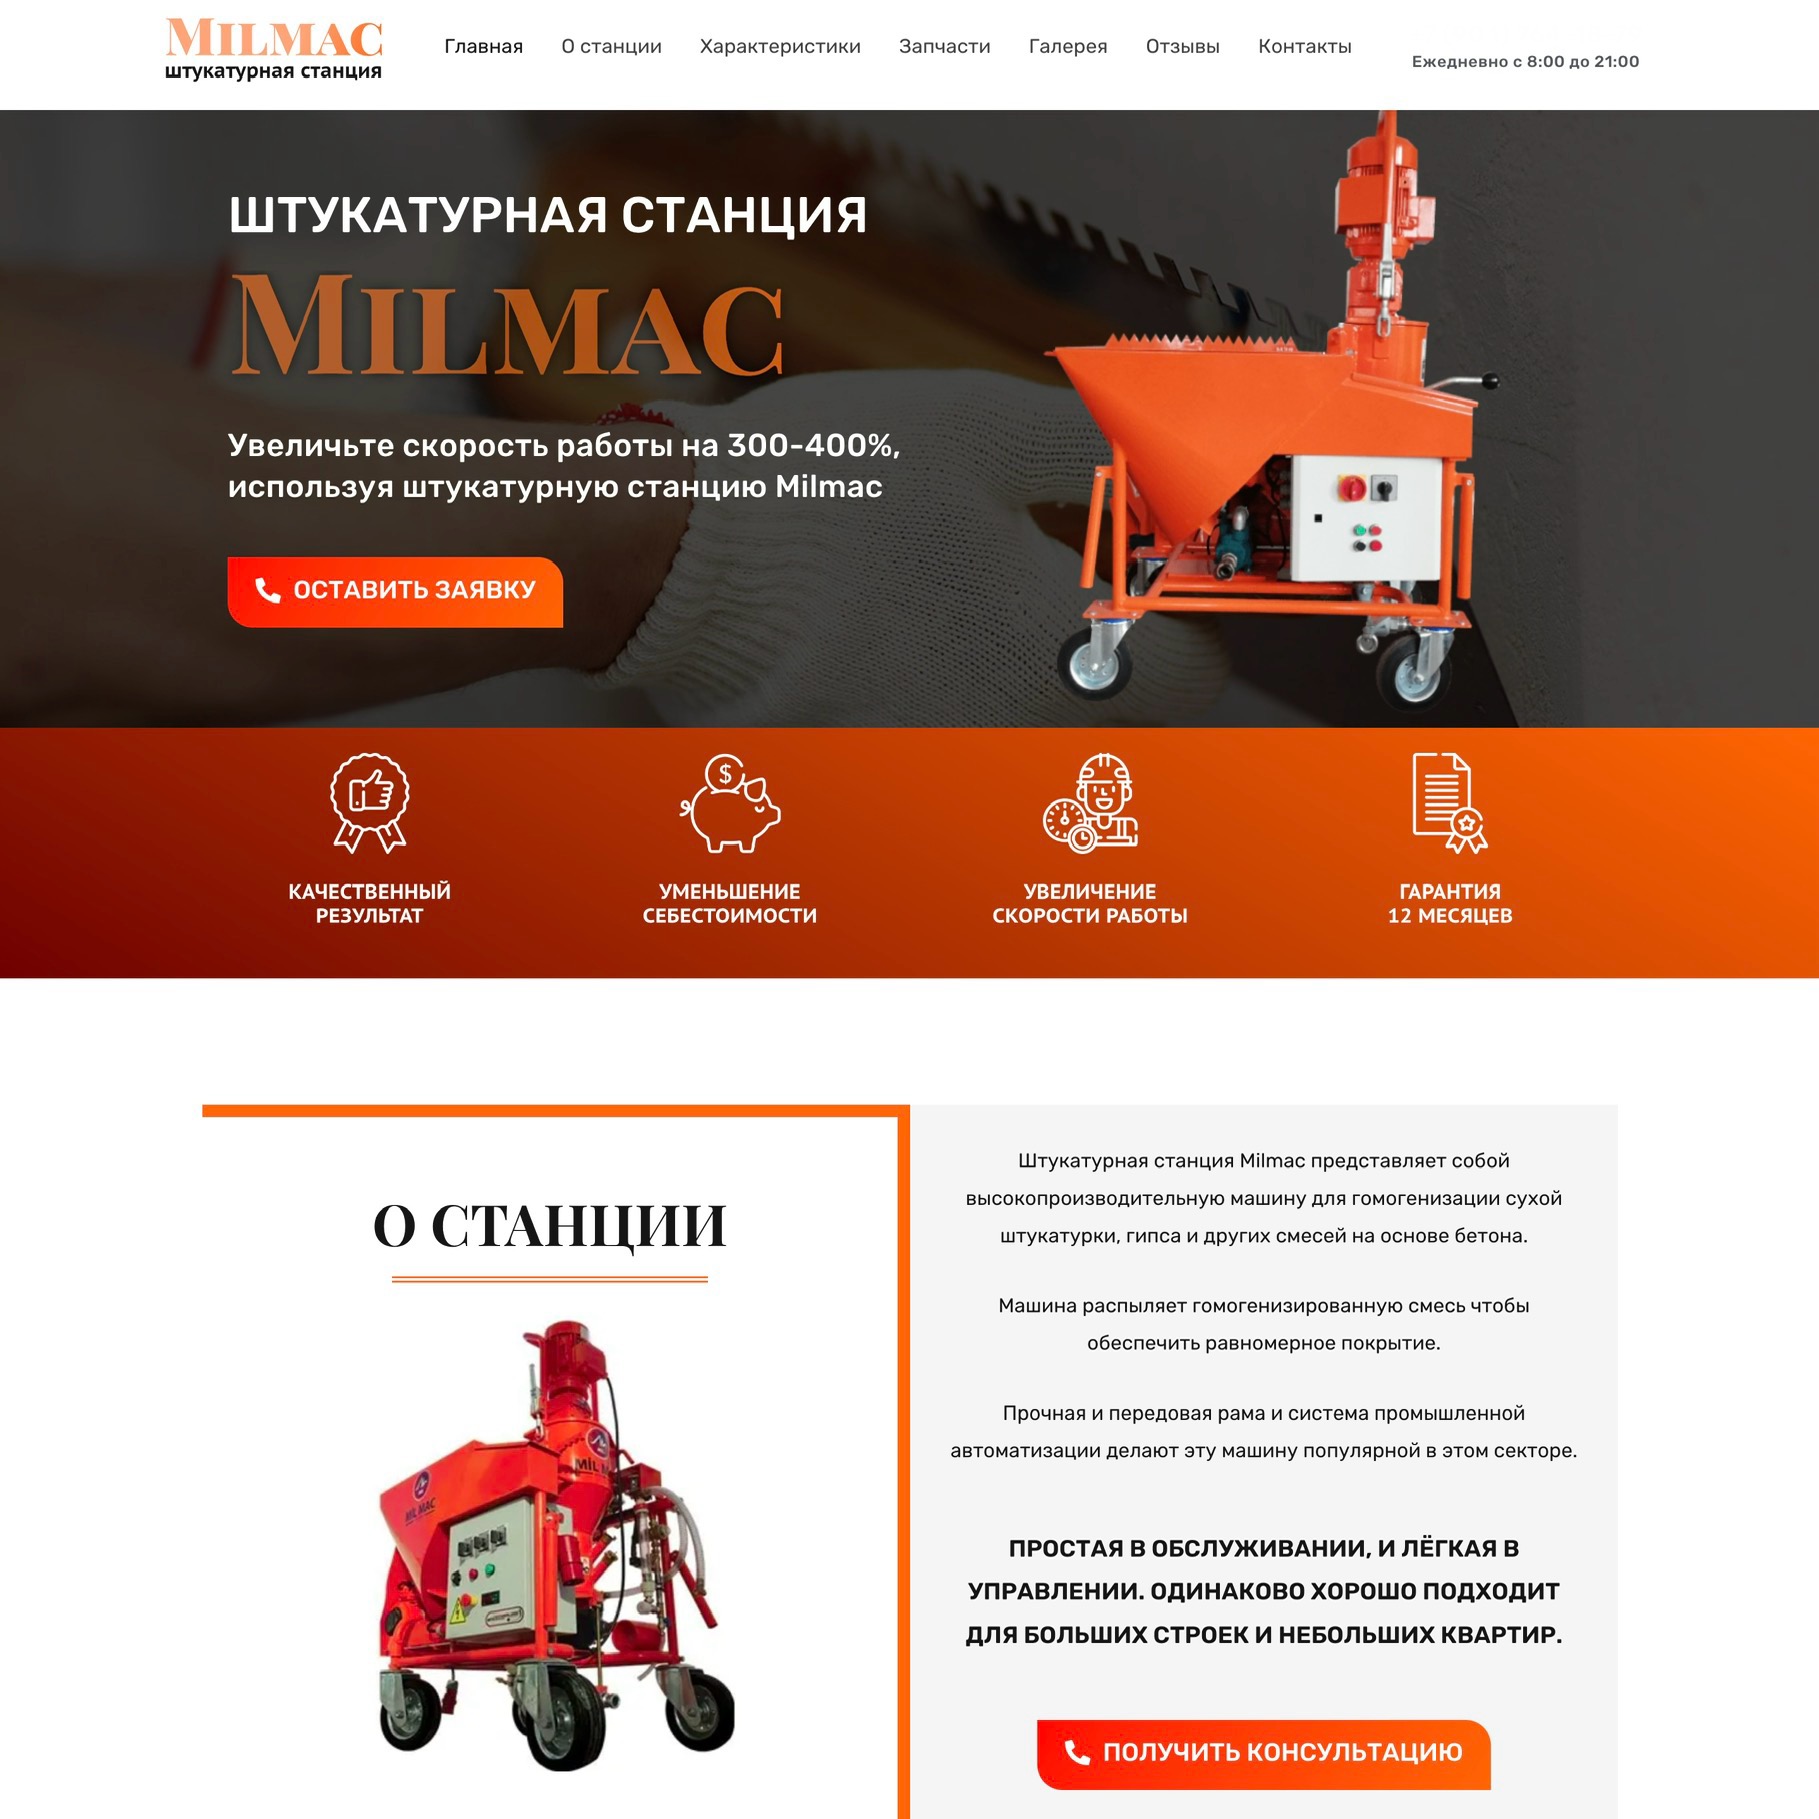 MILMAC
штукатурная станция
Главная
О станции
Характеристики
Запчасти
Галерея
Отзывы
Контакты
Ежедневно с 8:00 до 21:00
ШТУКАТУРНАЯ СТАНЦИЯ
MILMAC
Увеличьте скорость работы на 300-400%,
используя штукатурную станцию Milmac
ОСТАВИТЬ ЗАЯВКУ
КАЧЕСТВЕННЫЙ
РЕЗУЛЬТАТ
УМЕНЬШЕНИЕ
СЕБЕСТОИМОСТИ
УВЕЛИЧЕНИЕ
СКОРОСТИ РАБОТЫ
ГАРАНТИЯ
12 МЕСЯЦЕВ
О СТАНЦИИ
MİL MAC
Штукатурная станция Milmac представляет собой
высокопроизводительную машину для гомогенизации сухой
штукатурки, гипса и других смесей на основе бетона.
Машина распыляет гомогенизированную смесь чтобы
обеспечить равномерное покрытие.
Прочная и передовая рама и система промышленной
автоматизации делают эту машину популярной в этом секторе.
ПРОСТАЯ В ОБСЛУЖИВАНИИ, И ЛЁГКАЯ В
УПРАВЛЕНИИ. ОДИНАКОВО ХОРОШО ПОДХОДИТ
ДЛЯ БОЛЬШИХ СТРОЕК И НЕБОЛЬШИХ КВАРТИР.
ПОЛУЧИТЬ КОНСУЛЬТАЦИЮ